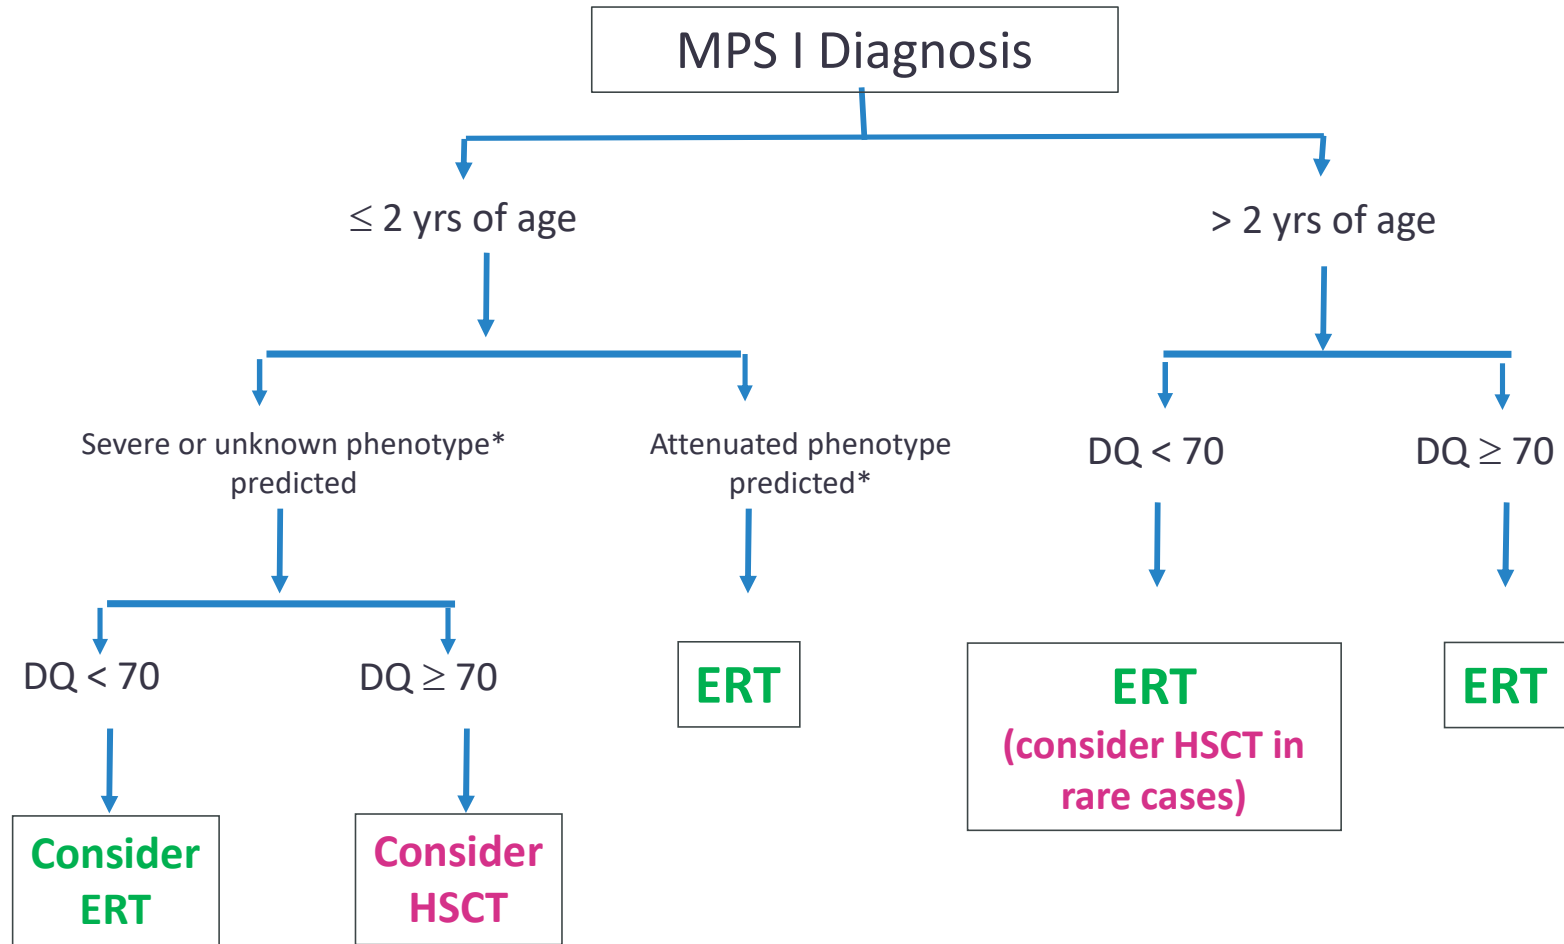 MPS I Diagnosis
≤ 2 yrs of age
> 2 yrs of age
Severe or unknown phenotype*
predicted
Attenuated phenotype
predicted*
DQ < 70
DQ ≥ 70
DQ < 70
DQ ≥ 70
ERT
ERT
(consider HSCT in
rare cases)
ERT
Consider
ERT
Consider
HSCT